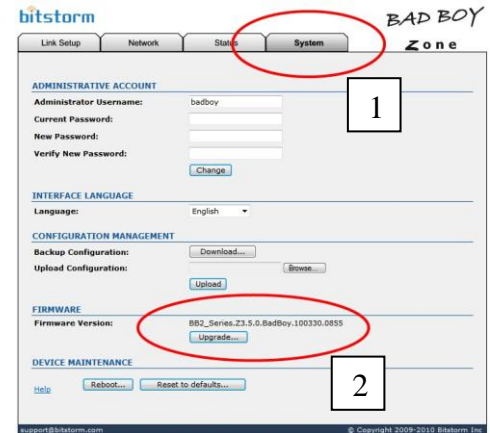 bitstorm
BAD BOY
Zone
Link Setup Network Status System
1
ADMINISTRATIVE ACCOUNT
Administrator Username: badboy
Current Password:
New Password:
Verify New Password:
Change
INTERFACE LANGUAGE
Language: English
CONFIGURATION MANAGEMENT
Backup Configuration: Download...
Upload Configuration: Browse...
Upload
FIRMWARE
Firmware Version: BB2_Series.Z3.5.0.BadBoy.100330.0855
Upgrade...
DEVICE MAINTENANCE
2
Help Reboot... Reset to defaults...
support@bitstorm.com © Copyright 2009-2010 Bitstorm Inc